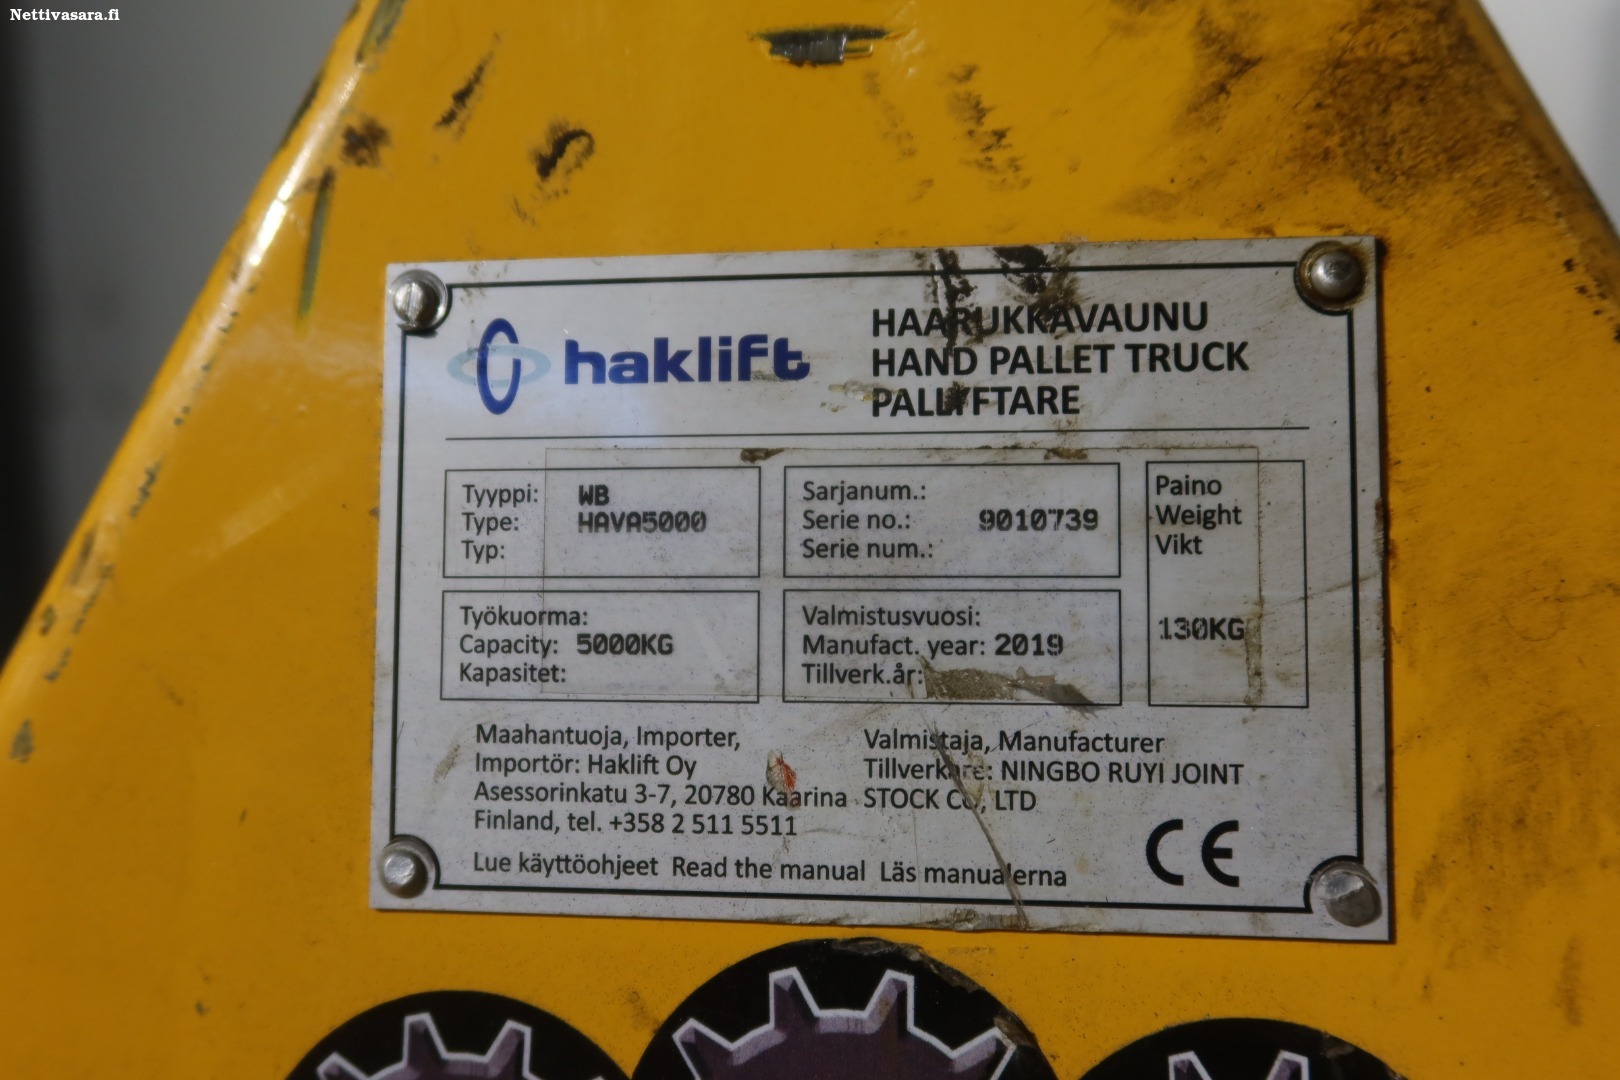 Nettivasara.fi
haklift
HAARUKKAVAUNU
HAND PALLET TRUCK
PALLYFTARE
Tyyppi: WB
Type: HAVA5000
Typ:
Sarjanum.:
Serie no.: 9010739
Serie num.:
Paino
Weight
Vikt
130KG
Työkuorma:
Capacity: 5000KG
Kapasitet:
Valmistusvuosi:
Manufact. year: 2019
Tillverk.år:
Maahantuoja, Importer,
Importör: Haklift Oy
Asessorinkatu 3-7, 20780 Kaarina
Finland, tel. +358 2 511 5511
Valmistaja, Manufacturer
Tillverkare: NINGBO RUYI JOINT
STOCK CO, LTD
CE
Lue käyttöohjeet Read the manual Läs manualerna